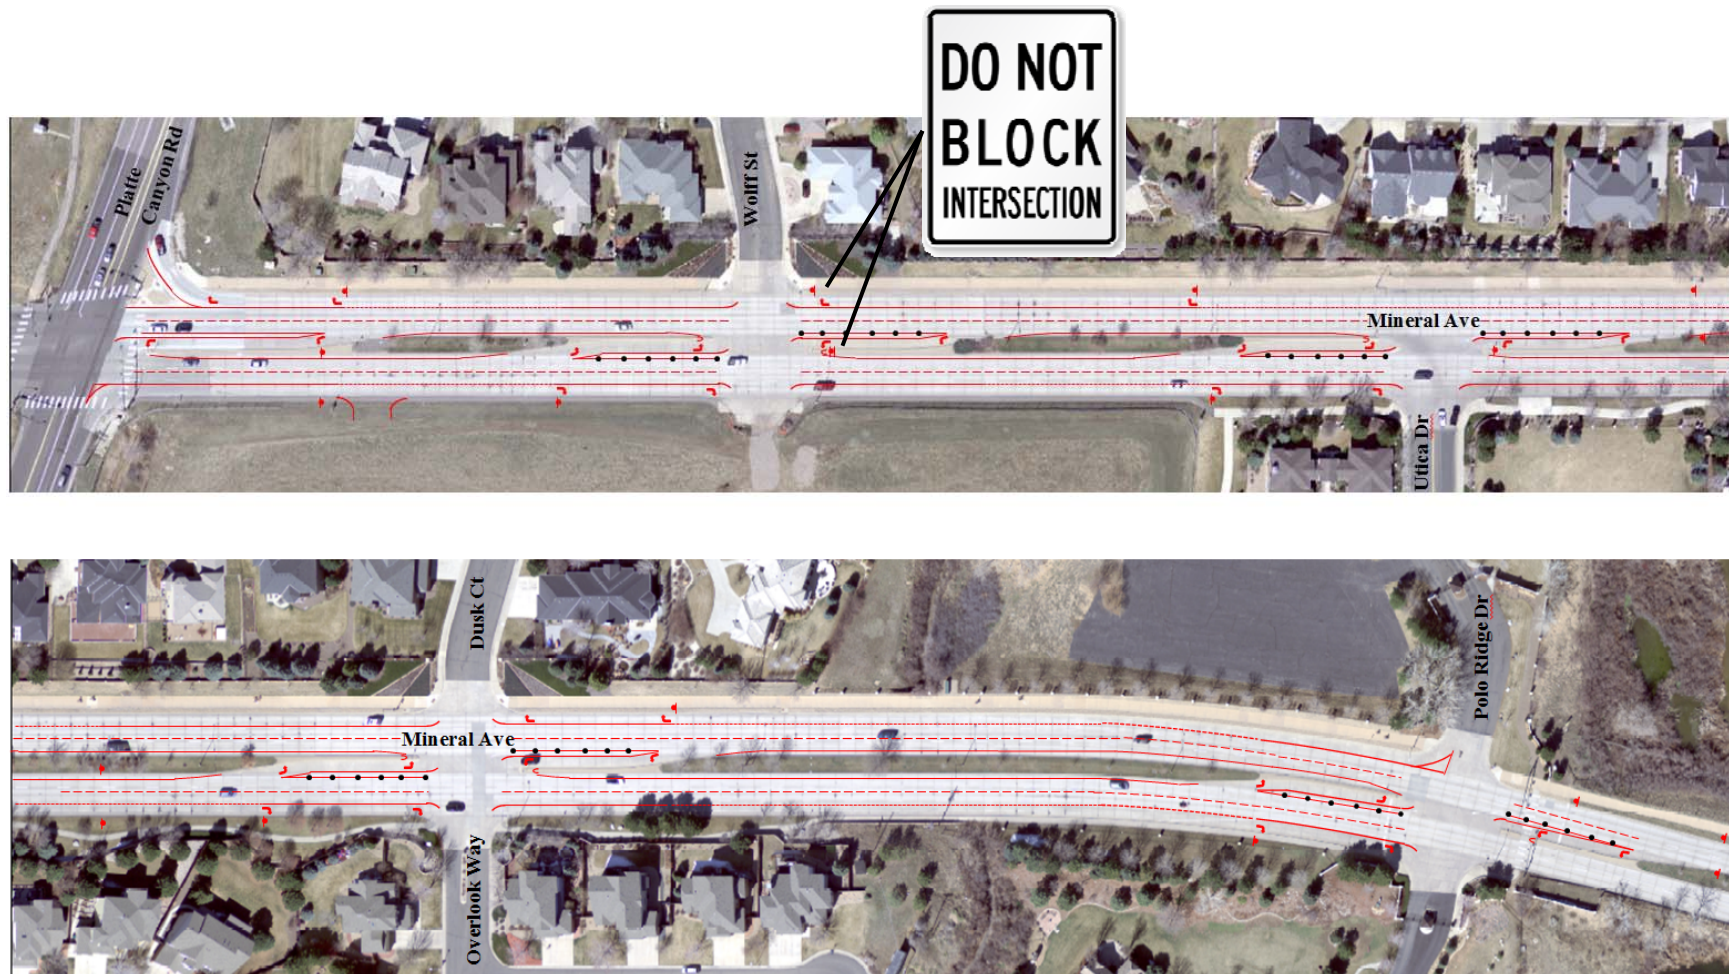 DO NOT
BLOCK
INTERSECTION
Platte
Canyon Rd
Wolff St
Mineral Ave
Utica Dr
Dusk Ct
Mineral Ave
Polo Ridge Dr
Overlook Way